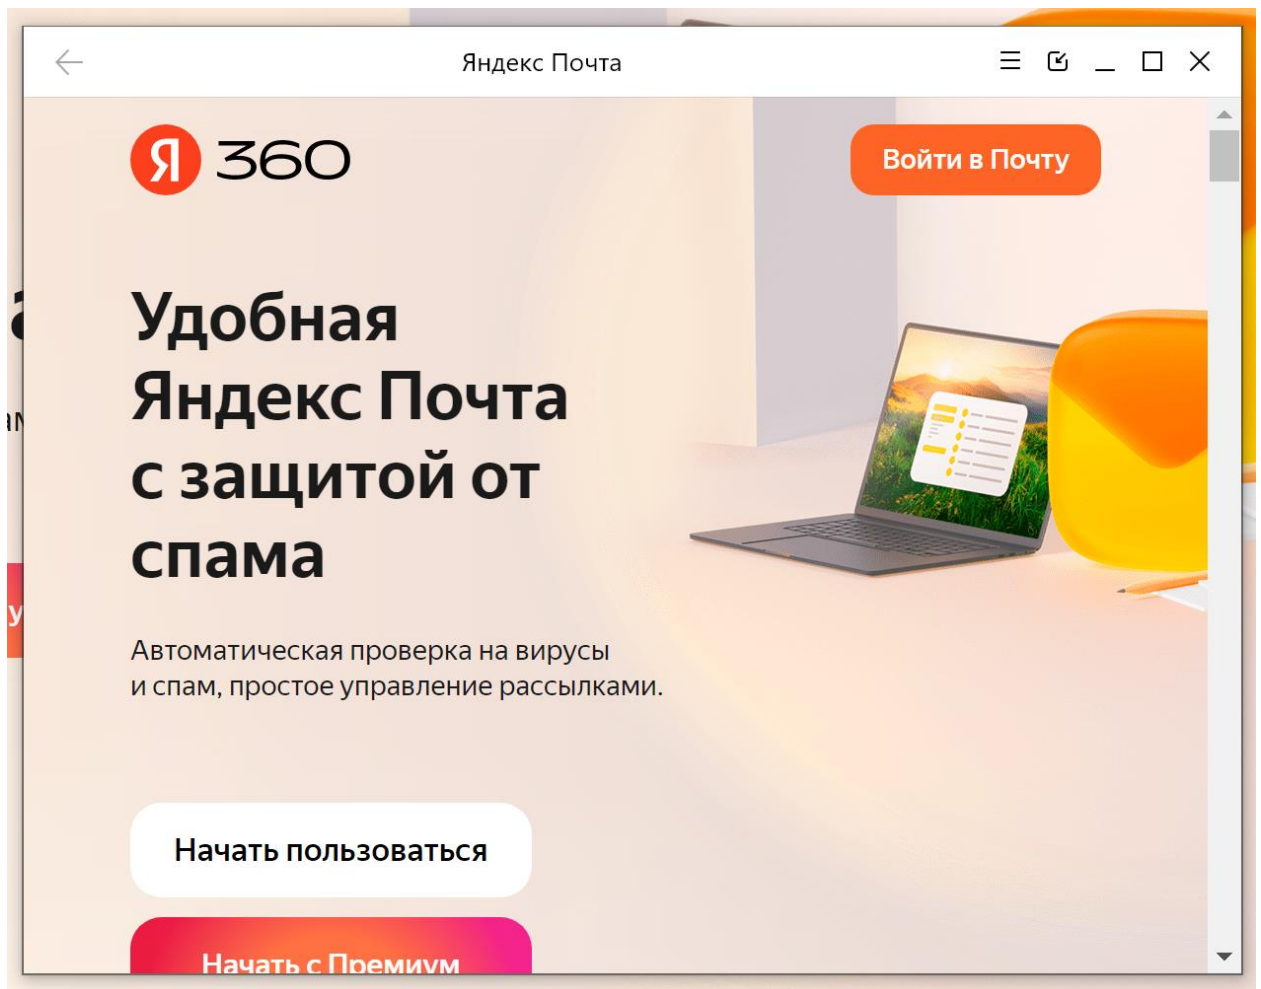 Яндекс Почта
Я 360
Войти в Почту
Удобная
Яндекс Почта
с защитой от
спама
Автоматическая проверка на вирусы
и спам, простое управление рассылками.
Начать пользоваться
Начать с Премиум